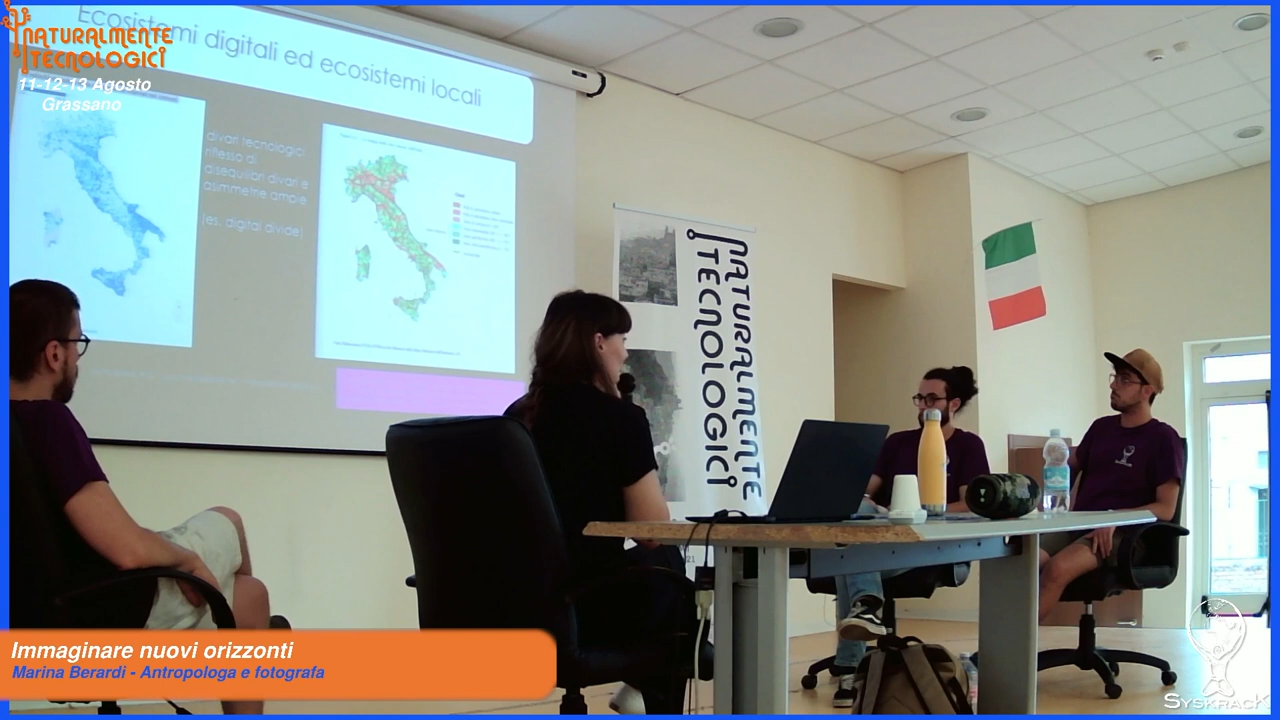 NATURALMENTE
TECNOLOGICI
11-12-13 Agosto
Grassano
Ecosistemi digitali ed ecosistemi locali
divari tecnologici
riflesso di
disequilibri divari e
asimmetrie ampie
(es. digital divide)
NATURALMENTE
TECNOLOGICI
Immaginare nuovi orizzonti
Marina Berardi - Antropologa e fotografa
SYSKRACK